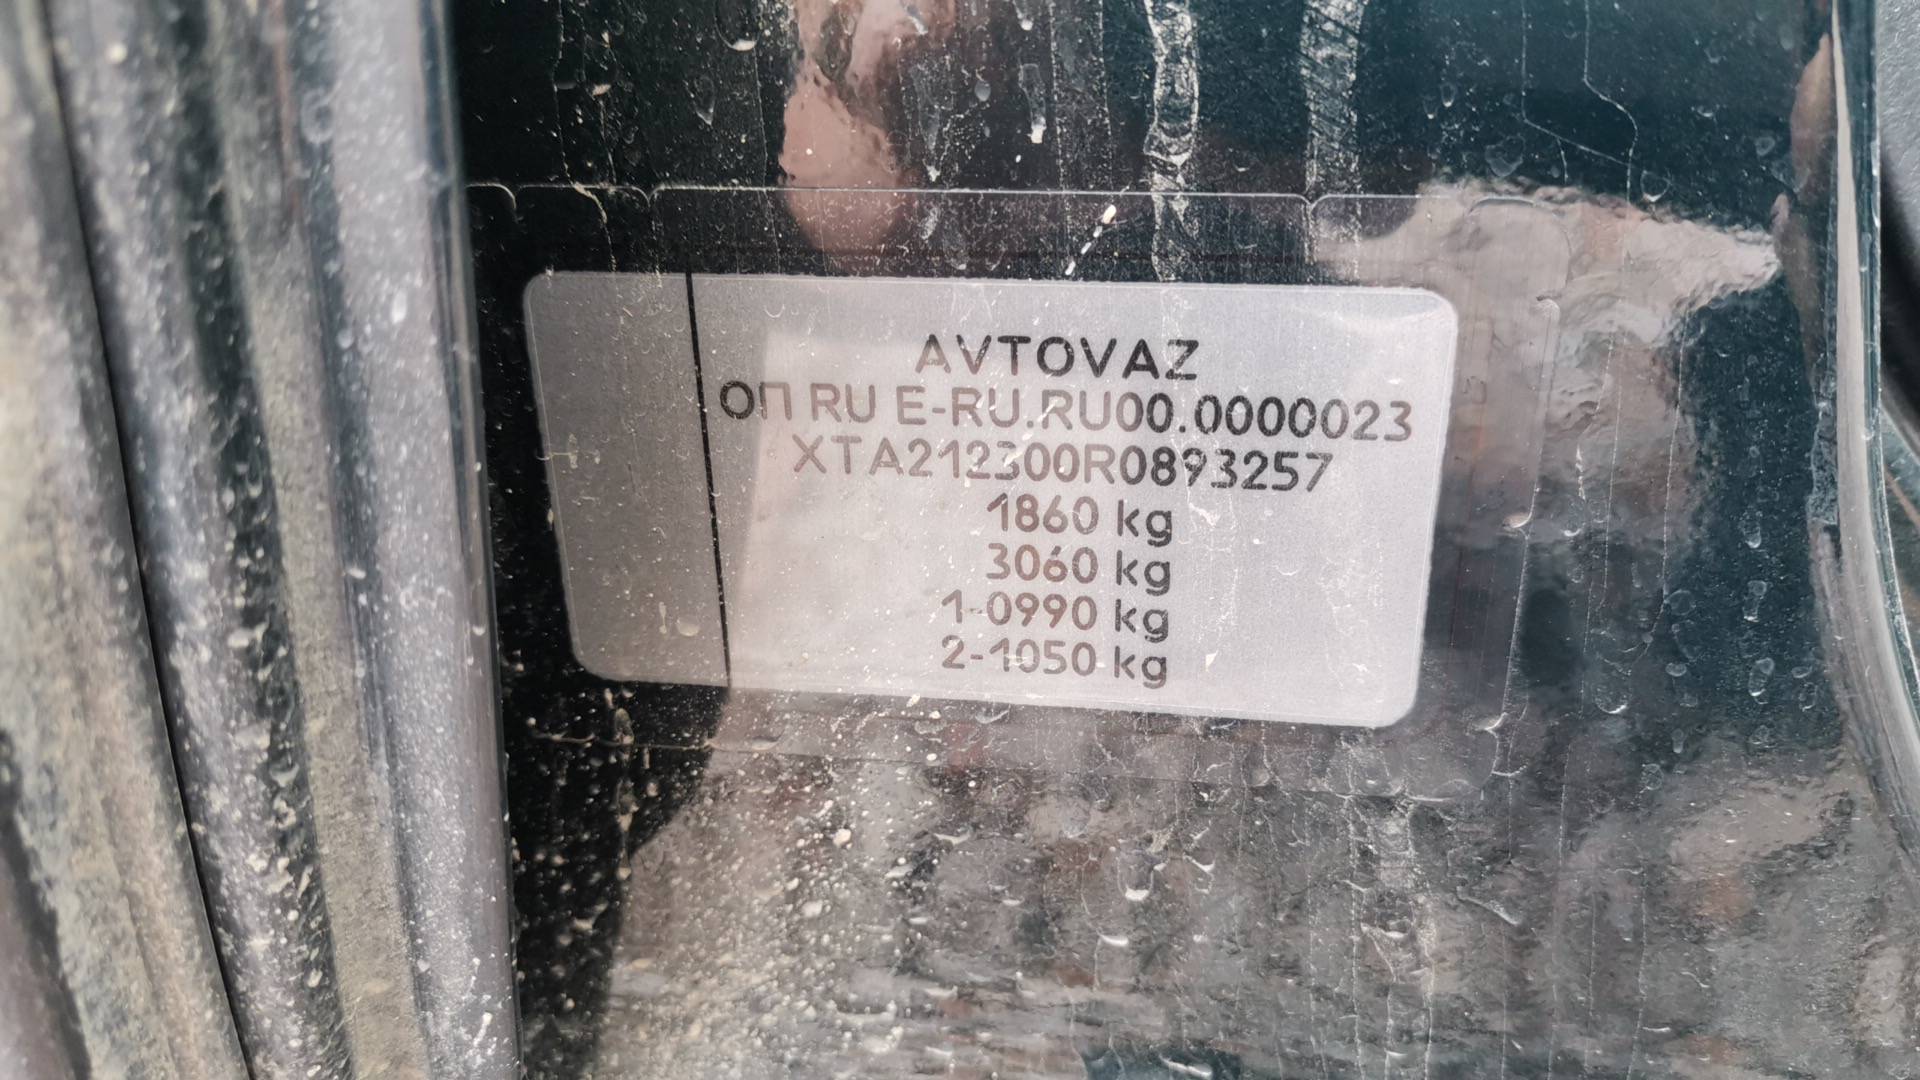 AVTOVAZ
ОП RU E-RU.RU00.0000023
XTA212300R0893257
1860 kg
3060 kg
1-0990 kg
2-1050 kg